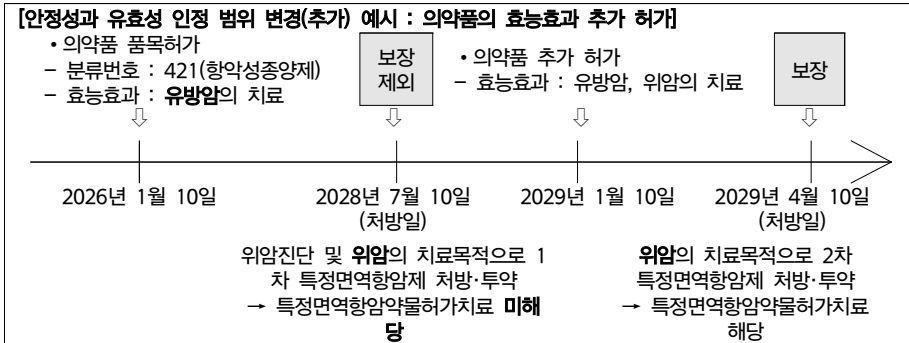 [안정성과 유효성 인정 범위 변경(추가) 예시 : 의약품의 효능효과 추가 허가]
• 의약품 품목허가
– 분류번호 : 421(항악성종양제)
– 효능효과 : 유방암의 치료
보장
제외
• 의약품 추가 허가
– 효능효과 : 유방암, 위암의 치료
보장
2026년 1월 10일
2028년 7월 10일
(처방일)
2029년 1월 10일
2029년 4월 10일
(처방일)
위암진단 및 위암의 치료목적으로 1
차 특정면역항암제 처방·투약
→ 특정면역항암약물허가치료 미해
당
위암의 치료목적으로 2차
특정면역항암제 처방·투약
→ 특정면역항암약물허가치료
해당